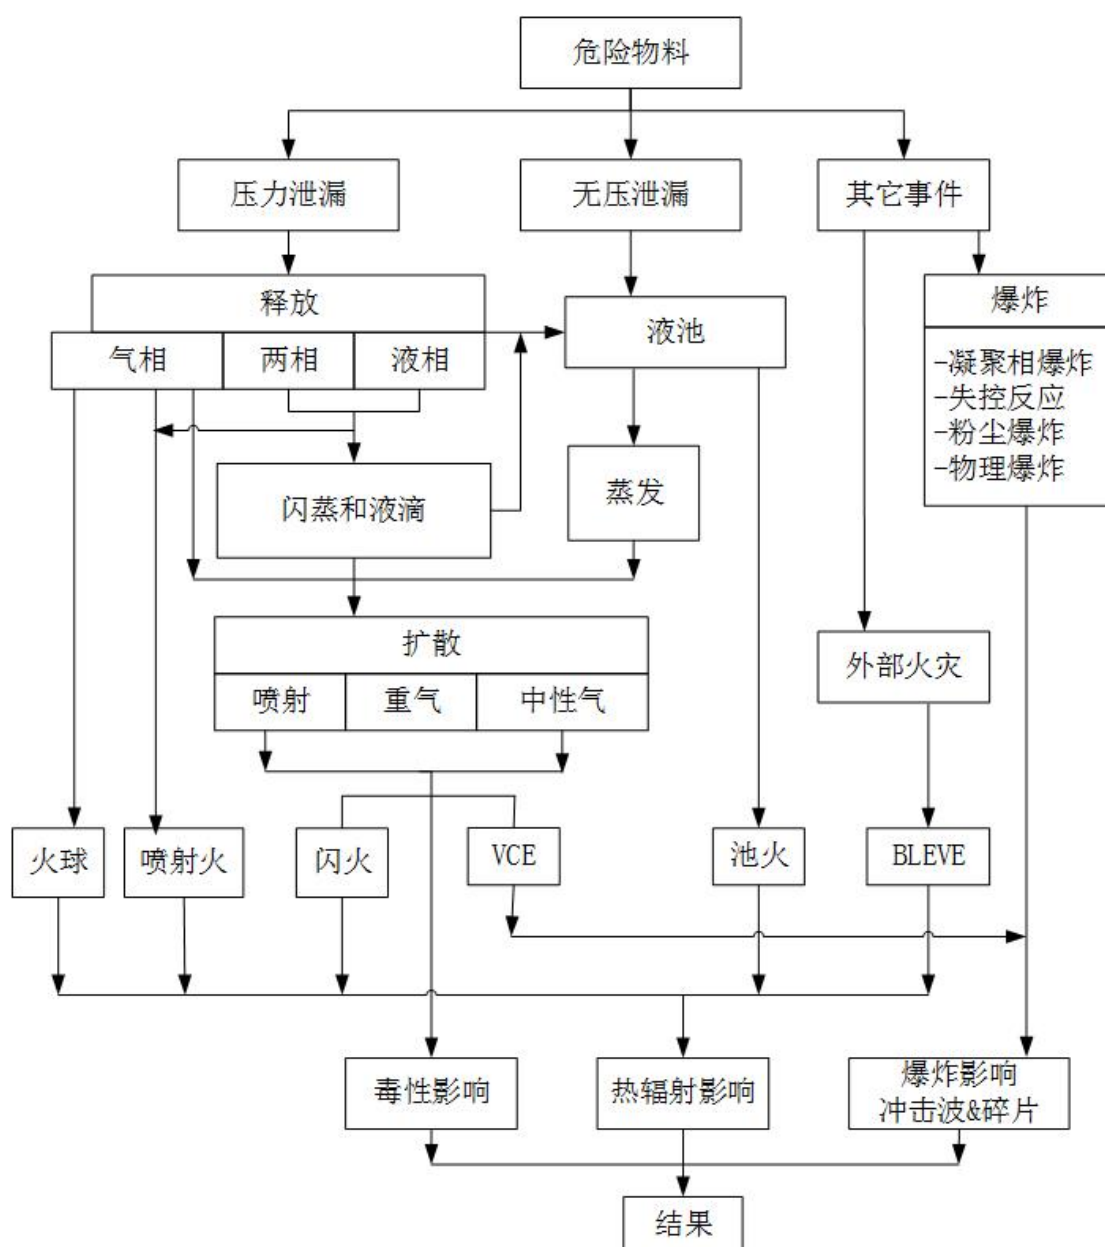 危险物料
压力泄漏
无压泄漏
其它事件
释放
气相
两相
液相
液池
爆炸
-凝聚相爆炸
-失控反应
-粉尘爆炸
-物理爆炸
闪蒸和液滴
蒸发
扩散
喷射
重气
中性气
外部火灾
火球
喷射火
闪火
VCE
池火
BLEVE
毒性影响
热辐射影响
爆炸影响
冲击波&碎片
结果